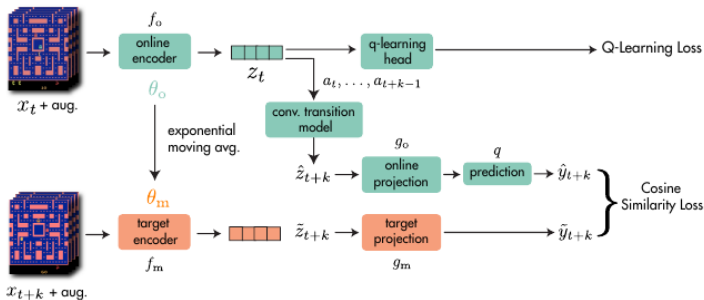 f_o
online encoder
z_t
q-learning head
Q-Learning Loss
x_t + aug.
θ_o
a_t, . . . , a_{t+k−1}
conv. transition model
exponential moving avg.
g_o
q
ẑ_{t+k}
online projection
prediction
ŷ_{t+k}
Cosine Similarity Loss
θ_m
target encoder
z̃_{t+k}
target projection
ỹ_{t+k}
f_m
g_m
x_{t+k} + aug.